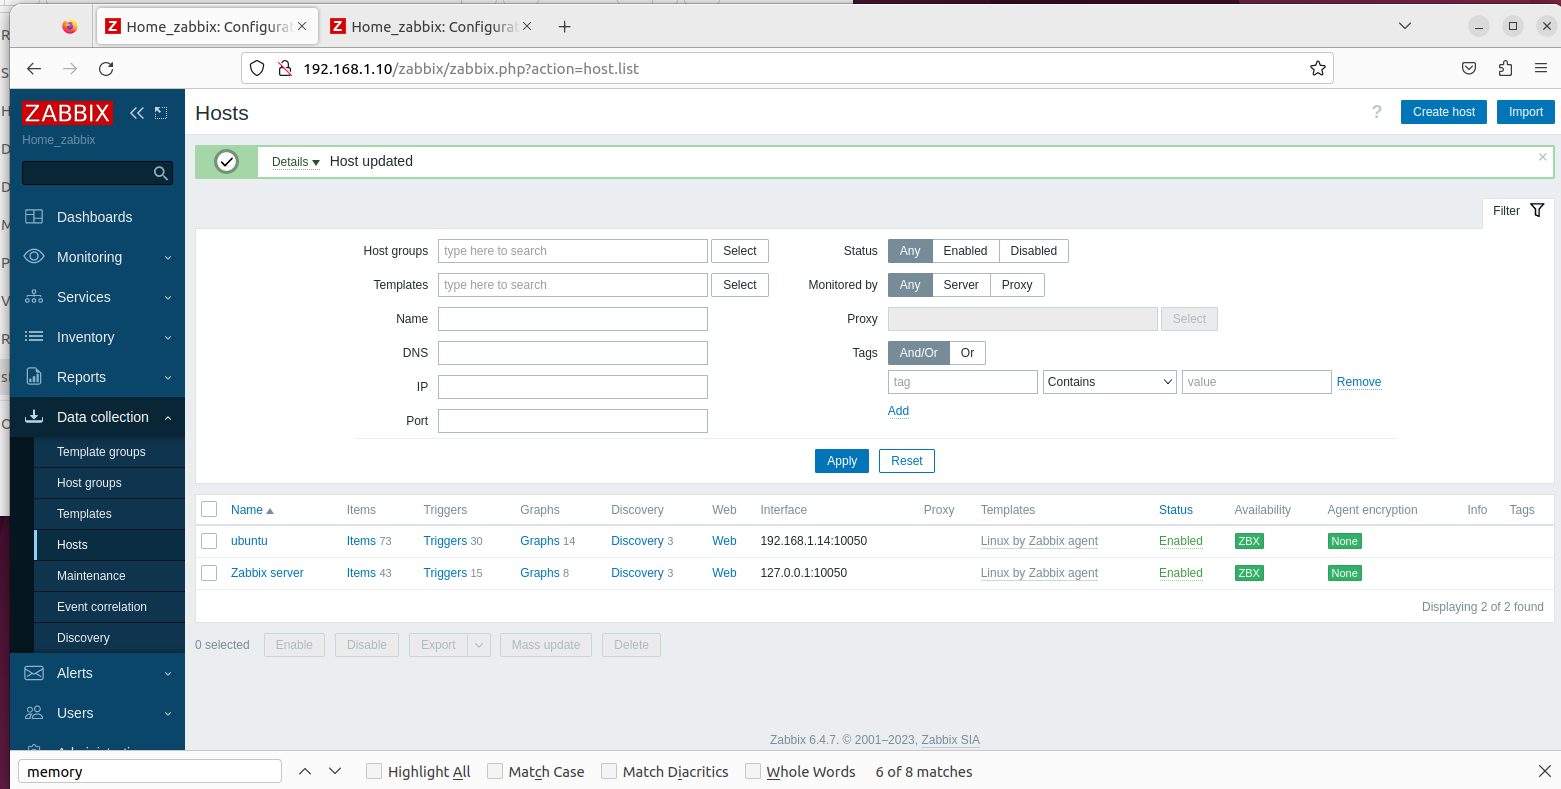 Home_zabbix: Configurat
Home_zabbix: Configurat
192.168.1.10/zabbix/zabbix.php?action=host.list
ZABBIX
Home_zabbix
Dashboards
Monitoring
Services
Inventory
Reports
Data collection
Template groups
Host groups
Templates
Hosts
Maintenance
Event correlation
Discovery
Alerts
Users
Hosts
? Create host Import
Details Host updated
Filter
Host groups type here to search Select
Templates type here to search Select
Name
DNS
IP
Port
Status Any Enabled Disabled
Monitored by Any Server Proxy
Proxy Select
Tags And/Or Or
tag Contains value Remove
Add
Apply Reset
Name Items Triggers Graphs Discovery Web Interface Proxy Templates Status Availability Agent encryption Info Tags
ubuntu Items 73 Triggers 30 Graphs 14 Discovery 3 Web 192.168.1.14:10050 Linux by Zabbix agent Enabled ZBX None
Zabbix server Items 43 Triggers 15 Graphs 8 Discovery 3 Web 127.0.0.1:10050 Linux by Zabbix agent Enabled ZBX None
Displaying 2 of 2 found
0 selected Enable Disable Export Mass update Delete
Zabbix 6.4.7. © 2001–2023, Zabbix SIA
memory Highlight All Match Case Match Diacritics Whole Words 6 of 8 matches